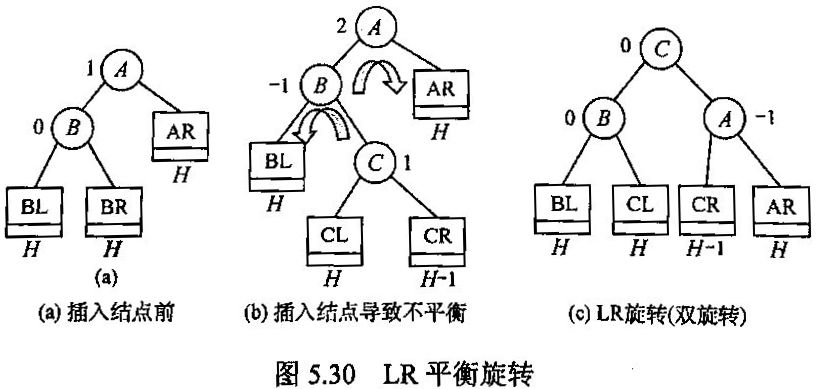 1 A
0 B
AR
H
BL BR
H H
(a)
(a) 插入结点前
2 A
-1 B
AR
H
BL
H
C 1
CL CR
H H-1
(b) 插入结点导致不平衡
0 C
0 B A -1
BL CL CR AR
H H H-1 H
(c) LR旋转(双旋转)
图 5.30 LR 平衡旋转